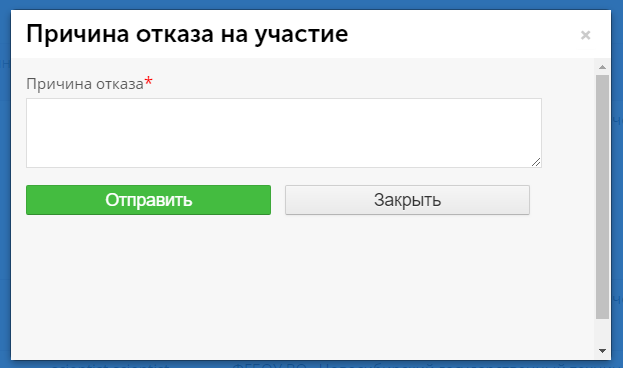 Причина отказа на участие
×
Причина отказа*
Отправить
Закрыть